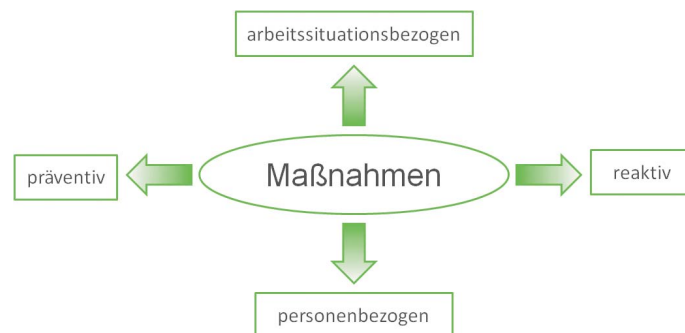 arbeitssituationsbezogen
präventiv
Maßnahmen
reaktiv
personenbezogen